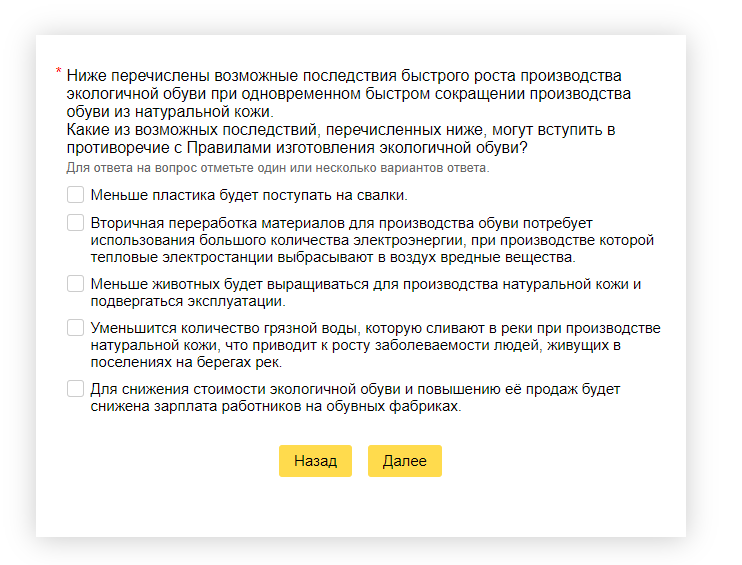 * Ниже перечислены возможные последствия быстрого роста производства
экологичной обуви при одновременном быстром сокращении производства
обуви из натуральной кожи.
Какие из возможных последствий, перечисленных ниже, могут вступить в
противоречие с Правилами изготовления экологичной обуви?
Для ответа на вопрос отметьте один или несколько вариантов ответа.
Меньше пластика будет поступать на свалки.
Вторичная переработка материалов для производства обуви потребует
использования большого количества электроэнергии, при производстве которой
тепловые электростанции выбрасывают в воздух вредные вещества.
Меньше животных будет выращиваться для производства натуральной кожи и
подвергаться эксплуатации.
Уменьшится количество грязной воды, которую сливают в реки при производстве
натуральной кожи, что приводит к росту заболеваемости людей, живущих в
поселениях на берегах рек.
Для снижения стоимости экологичной обуви и повышению её продаж будет
снижена зарплата работников на обувных фабриках.
Назад Далее